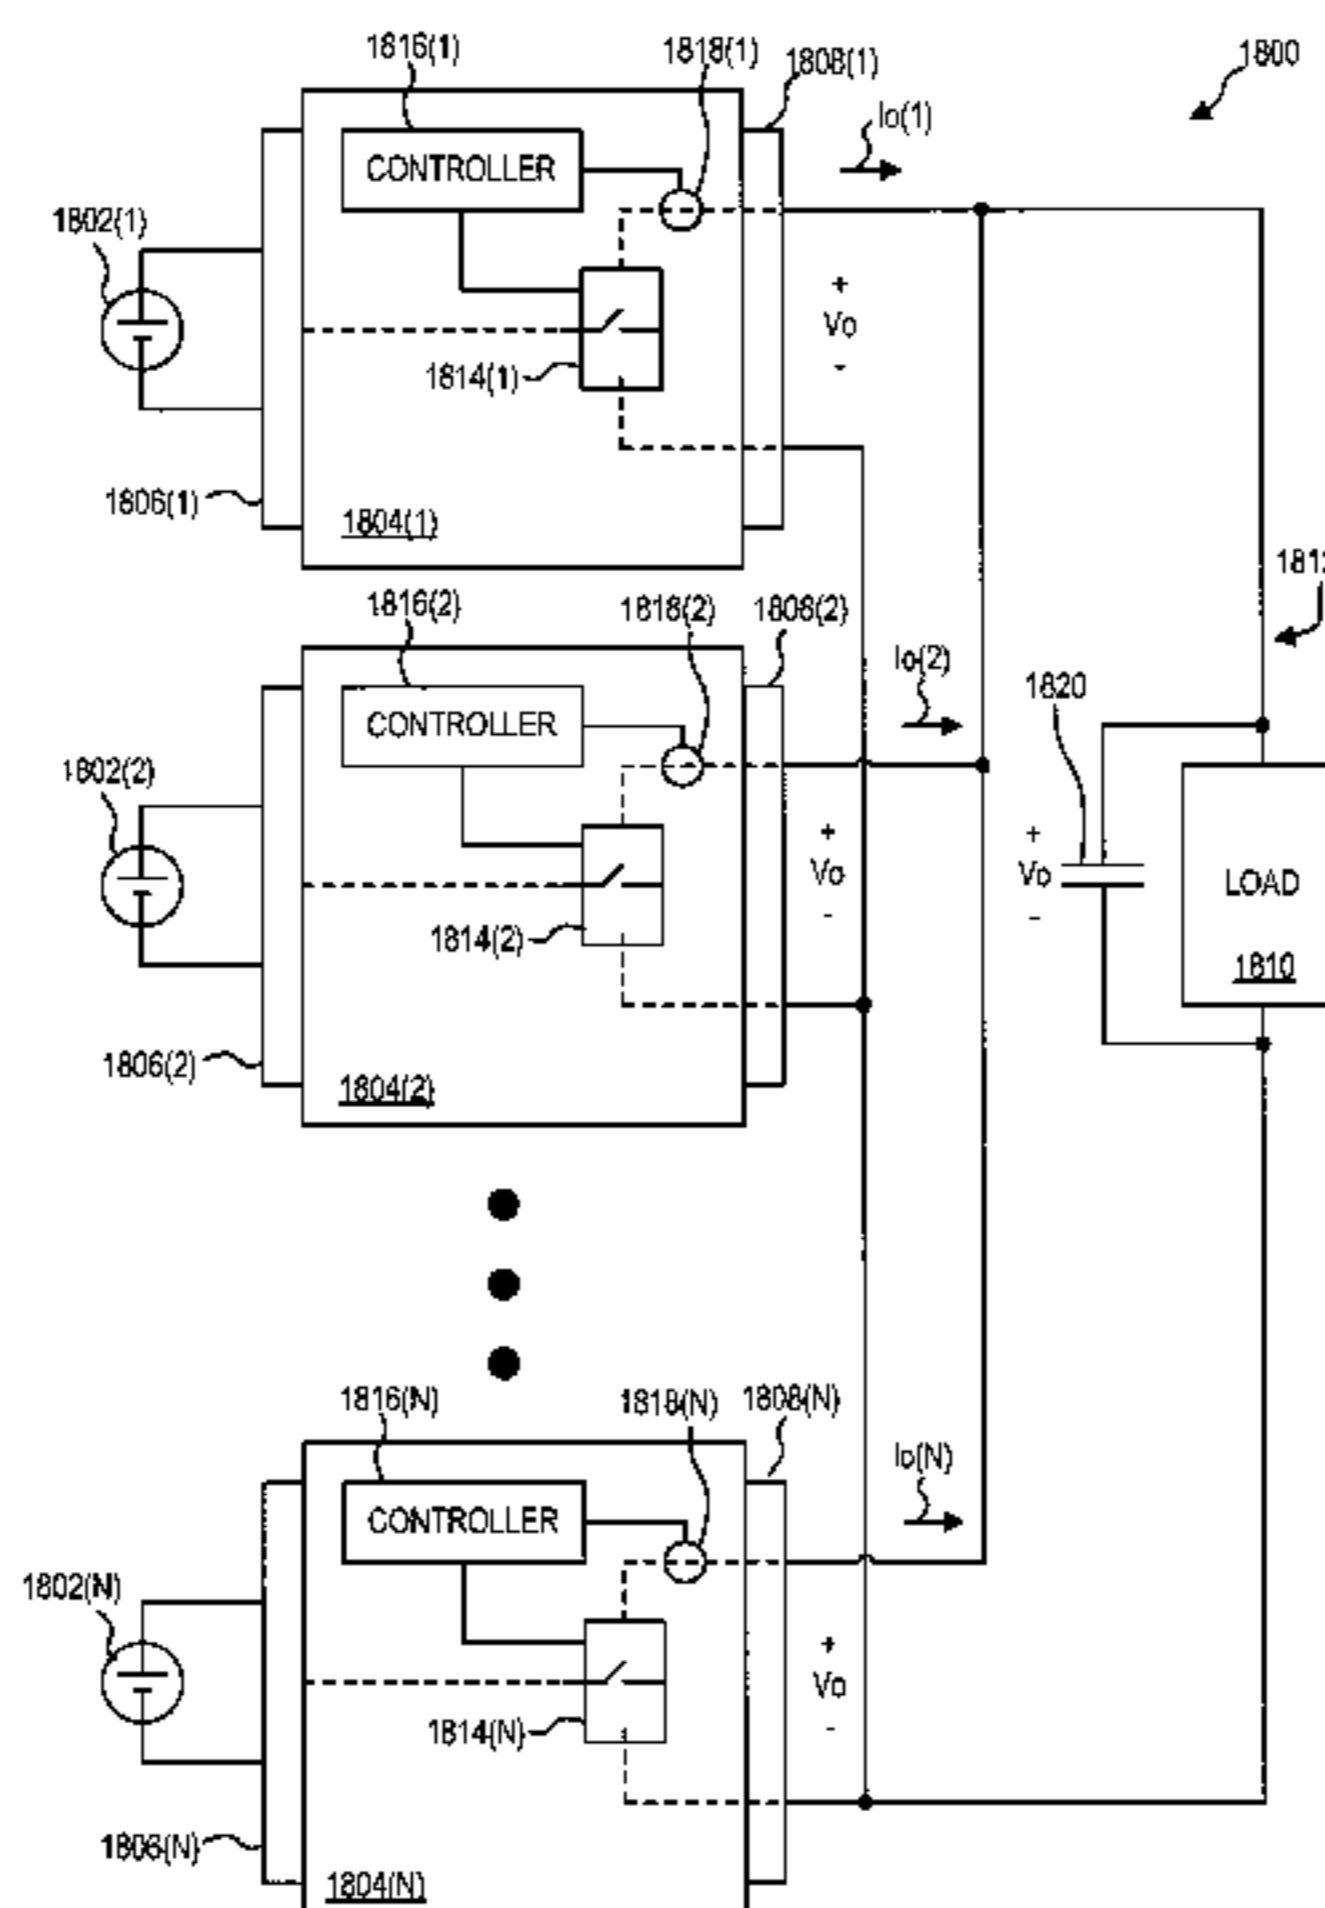 1800
1816(1)
1818(1)
1808(1)
Io(1)
CONTROLLER
1802(1)
+
Vo
-
1814(1)
1806(1)
1804(1)
1816(2)
1818(2)
1808(2)
Io(2)
CONTROLLER
1820
1802(2)
+
Vo
-
+
Vo
-
LOAD
1810
1814(2)
1806(2)
1804(2)
1816(N)
1818(N)
1808(N)
Io(N)
CONTROLLER
1802(N)
+
Vo
-
1814(N)
1806(N)
1804(N)